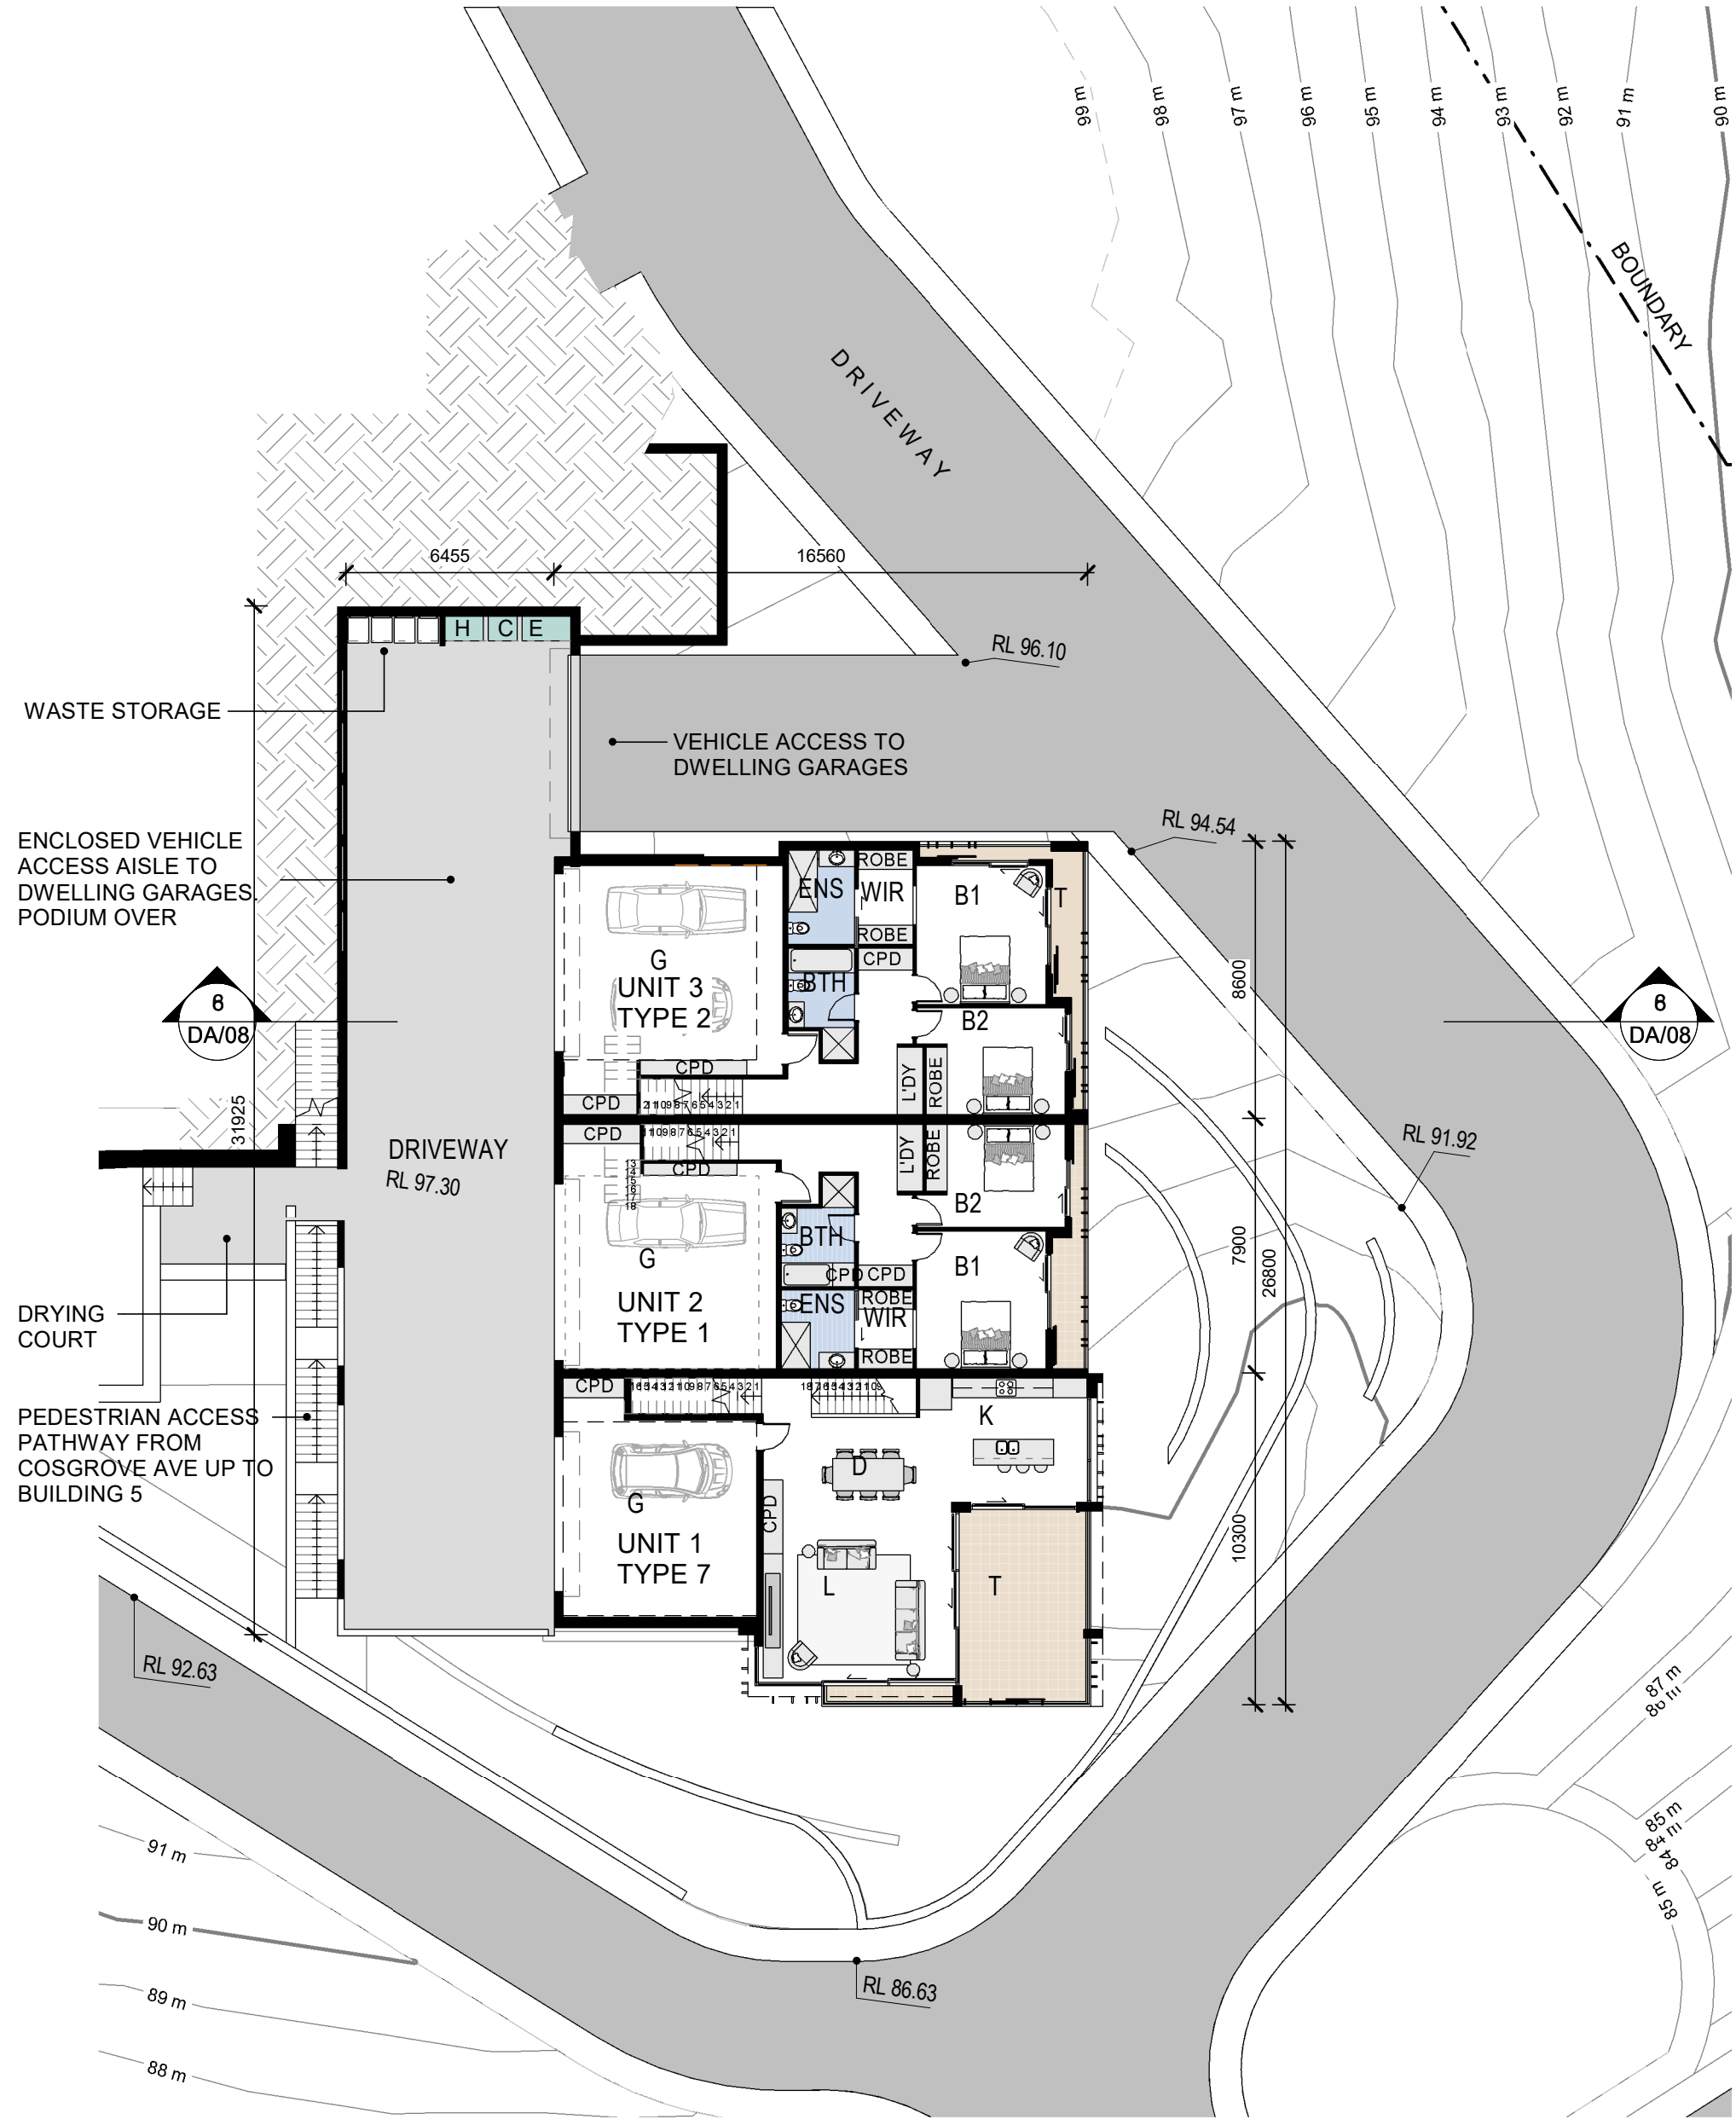 99 m
98 m
97 m
96 m
95 m
94 m
93 m
92 m
91 m
90 m
BOUNDARY
DRIVEWAY
6455
16560
H C E
RL 96.10
WASTE STORAGE
VEHICLE ACCESS TO
DWELLING GARAGES
RL 94.54
ENCLOSED VEHICLE
ACCESS AISLE TO
DWELLING GARAGES.
PODIUM OVER
ROBE
ENS
WIR
B1
T
ROBE
CPD
G
UNIT 3
TYPE 2
BTH
8600
6
DA/08
6
DA/08
B2
CPD
L'DY
ROBE
CPD
31925
DRIVEWAY
RL 97.30
CPD
CPD
L'DY
ROBE
RL 91.92
B2
BTH
G
B1
7900
26800
CPD
CPD
ROBE
UNIT 2
TYPE 1
ENS
WIR
ROBE
DRYING
COURT
CPD
K
PEDESTRIAN ACCESS
PATHWAY FROM
COSGROVE AVE UP TO
BUILDING 5
D
G
CPD
10300
UNIT 1
TYPE 7
L
T
RL 92.63
87 m
85 m
84 m
85 m
91 m
90 m
RL 86.63
89 m
88 m